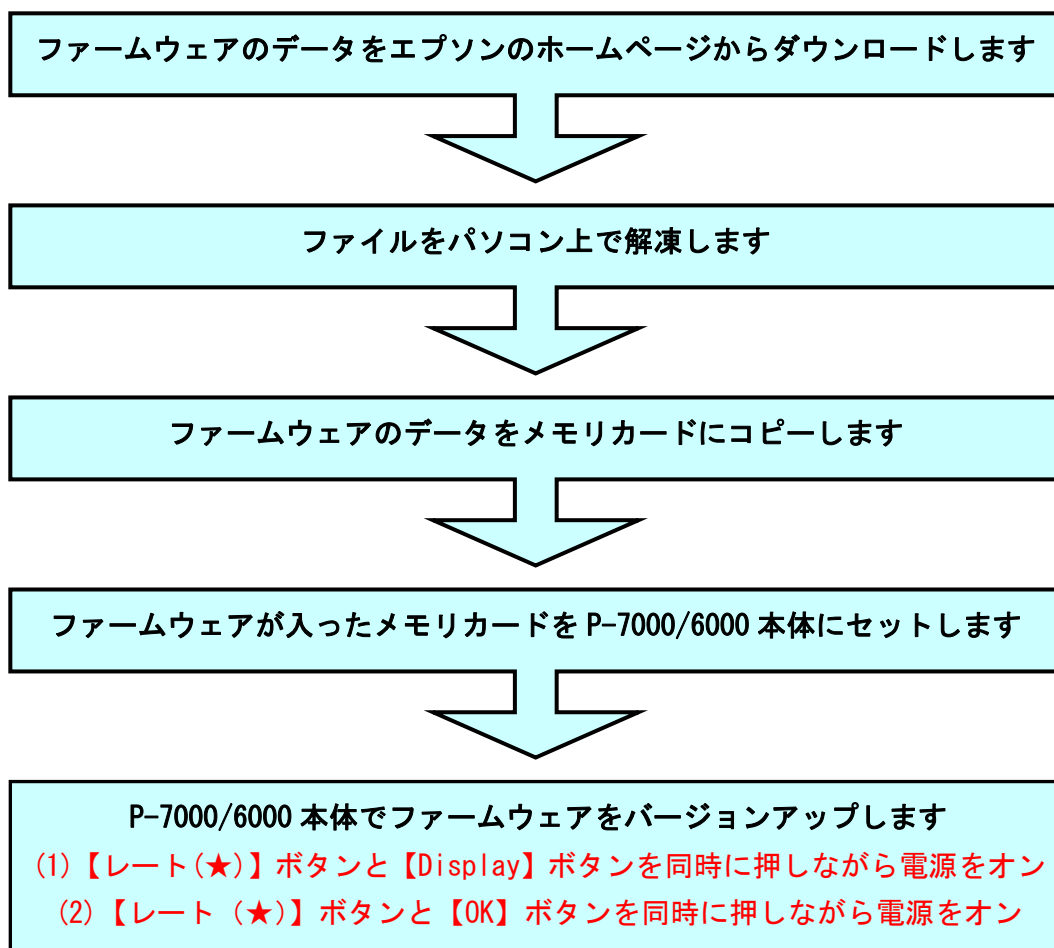 ファームウェアのデータをエプソンのホームページからダウンロードします
ファイルをパソコン上で解凍します
ファームウェアのデータをメモリカードにコピーします
ファームウェアが入ったメモリカードを P-7000/6000 本体にセットします
P-7000/6000 本体でファームウェアをバージョンアップします
(1)【レート(★)】ボタンと【Display】ボタンを同時に押しながら電源をオン
(2)【レート（★)】ボタンと【OK】ボタンを同時に押しながら電源をオン